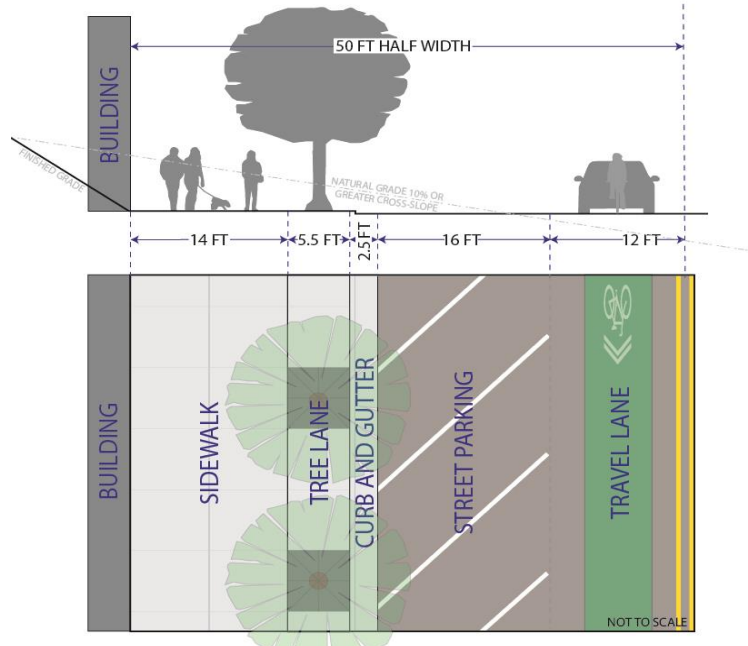 50 FT HALF WIDTH
BUILDING
FINISHED GRADE
NATURAL GRADE 10% OR
GREATER CROSS-SLOPE
14 FT
5.5 FT
2.5 FT
16 FT
12 FT
BUILDING
SIDEWALK
TREE LANE
CURB AND GUTTER
STREET PARKING
TRAVEL LANE
NOT TO SCALE